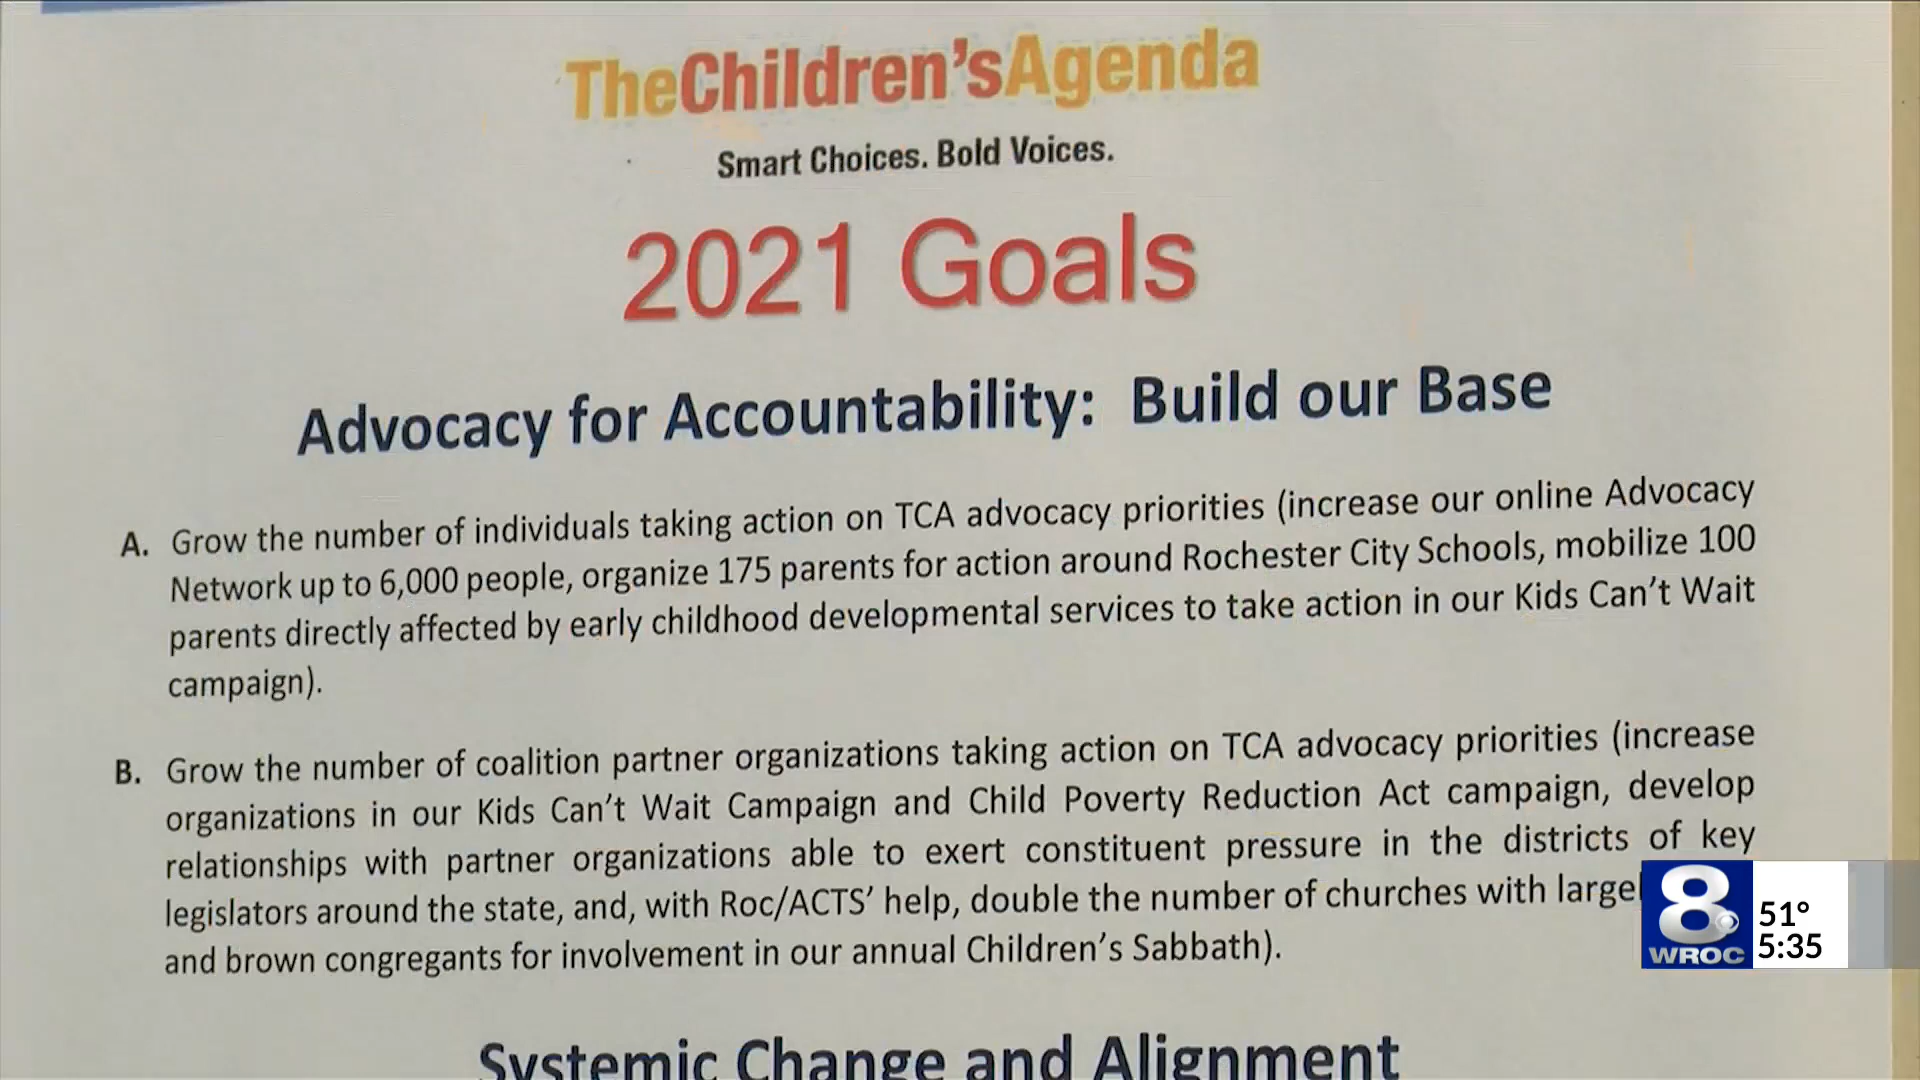 TheChildren'sAgenda
Smart Choices. Bold Voices.
2021 Goals
Advocacy for Accountability: Build our Base
A. Grow the number of individuals taking action on TCA advocacy priorities (increase our online Advocacy
Network up to 6,000 people, organize 175 parents for action around Rochester City Schools, mobilize 100
parents directly affected by early childhood developmental services to take action in our Kids Can't Wait
campaign).
B. Grow the number of coalition partner organizations taking action on TCA advocacy priorities (increase
organizations in our Kids Can't Wait Campaign and Child Poverty Reduction Act campaign, develop
relationships with partner organizations able to exert constituent pressure in the districts of key
legislators around the state, and, with Roc/ACTS' help, double the number of churches with
and brown congregants for involvement in our annual Children's Sabbath).
Systemic Change and Alignment
8
WROC
51°
5:35